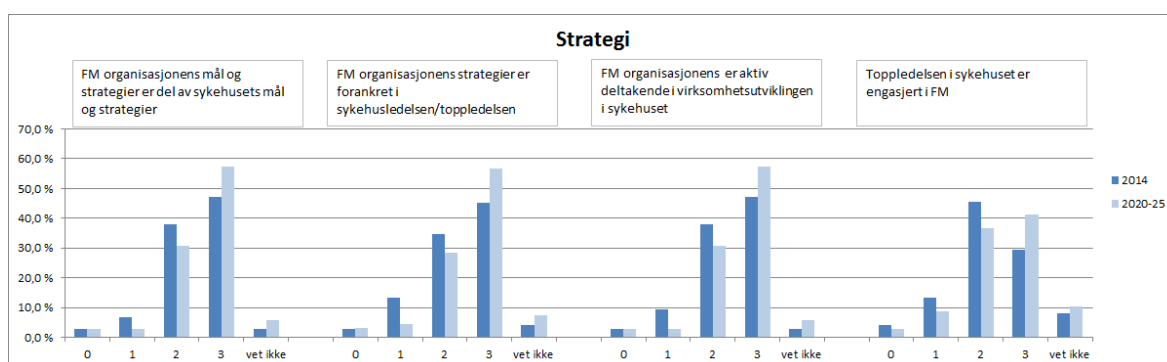 Strategi
FM organisasjonens mål og
strategier er del av sykehusets mål
og strategier
FM organisasjonens strategier er
forankret i
sykehusledelsen/toppledelsen
FM organisasjonens er aktiv
deltakende i virksomhetsutviklingen
i sykehuset
Toppledelsen i sykehuset er
engasjert i FM
70,0 %
60,0 %
50,0 %
40,0 %
30,0 %
20,0 %
10,0 %
0,0 %
0 1 2 3 vet ikke 0 1 2 3 vet ikke 0 1 2 3 vet ikke 0 1 2 3 vet ikke
2014
2020-25